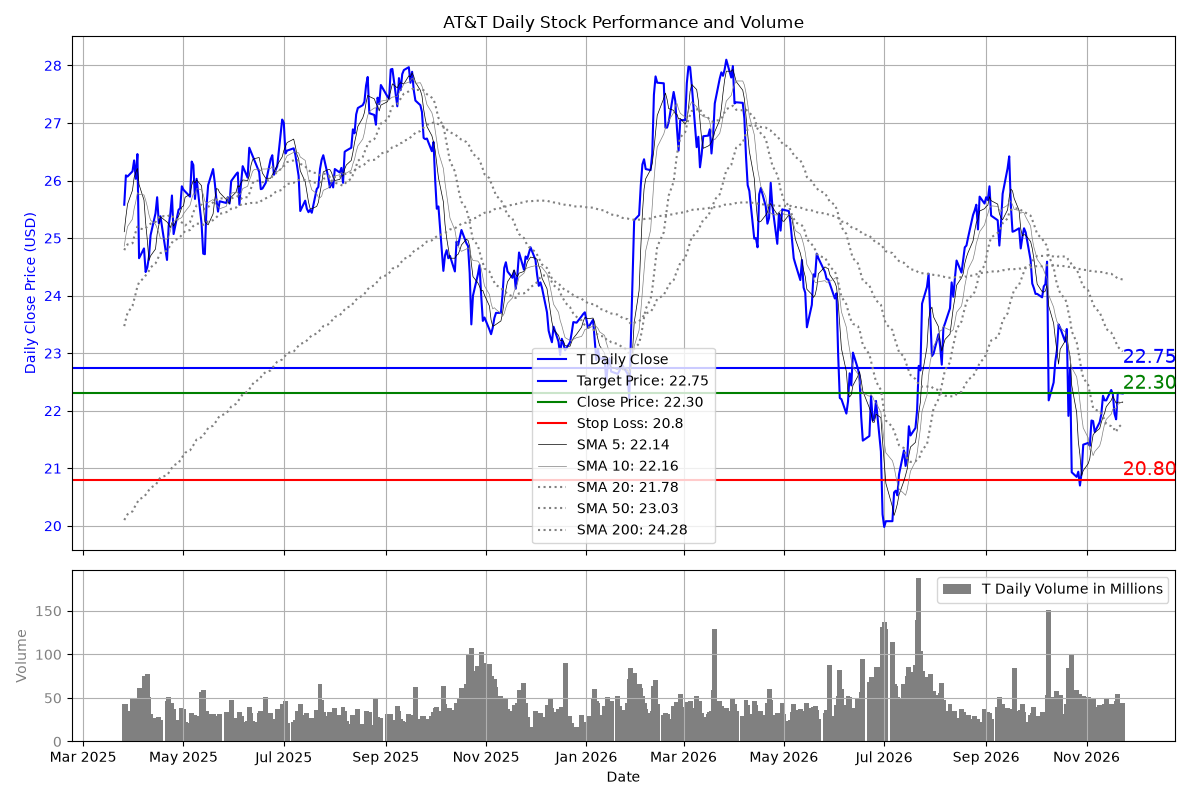 AT&T Daily Stock Performance and Volume
Daily Close Price (USD)
28
27
26
25
24
23
22
21
20
22.75
22.30
20.80
T Daily Close
Target Price: 22.75
Close Price: 22.30
Stop Loss: 20.8
SMA 5: 22.14
SMA 10: 22.16
SMA 20: 21.78
SMA 50: 23.03
SMA 200: 24.28
Volume
150
100
50
0
T Daily Volume in Millions
Mar 2025 May 2025 Jul 2025 Sep 2025 Nov 2025 Jan 2026 Mar 2026 May 2026 Jul 2026 Sep 2026 Nov 2026
Date